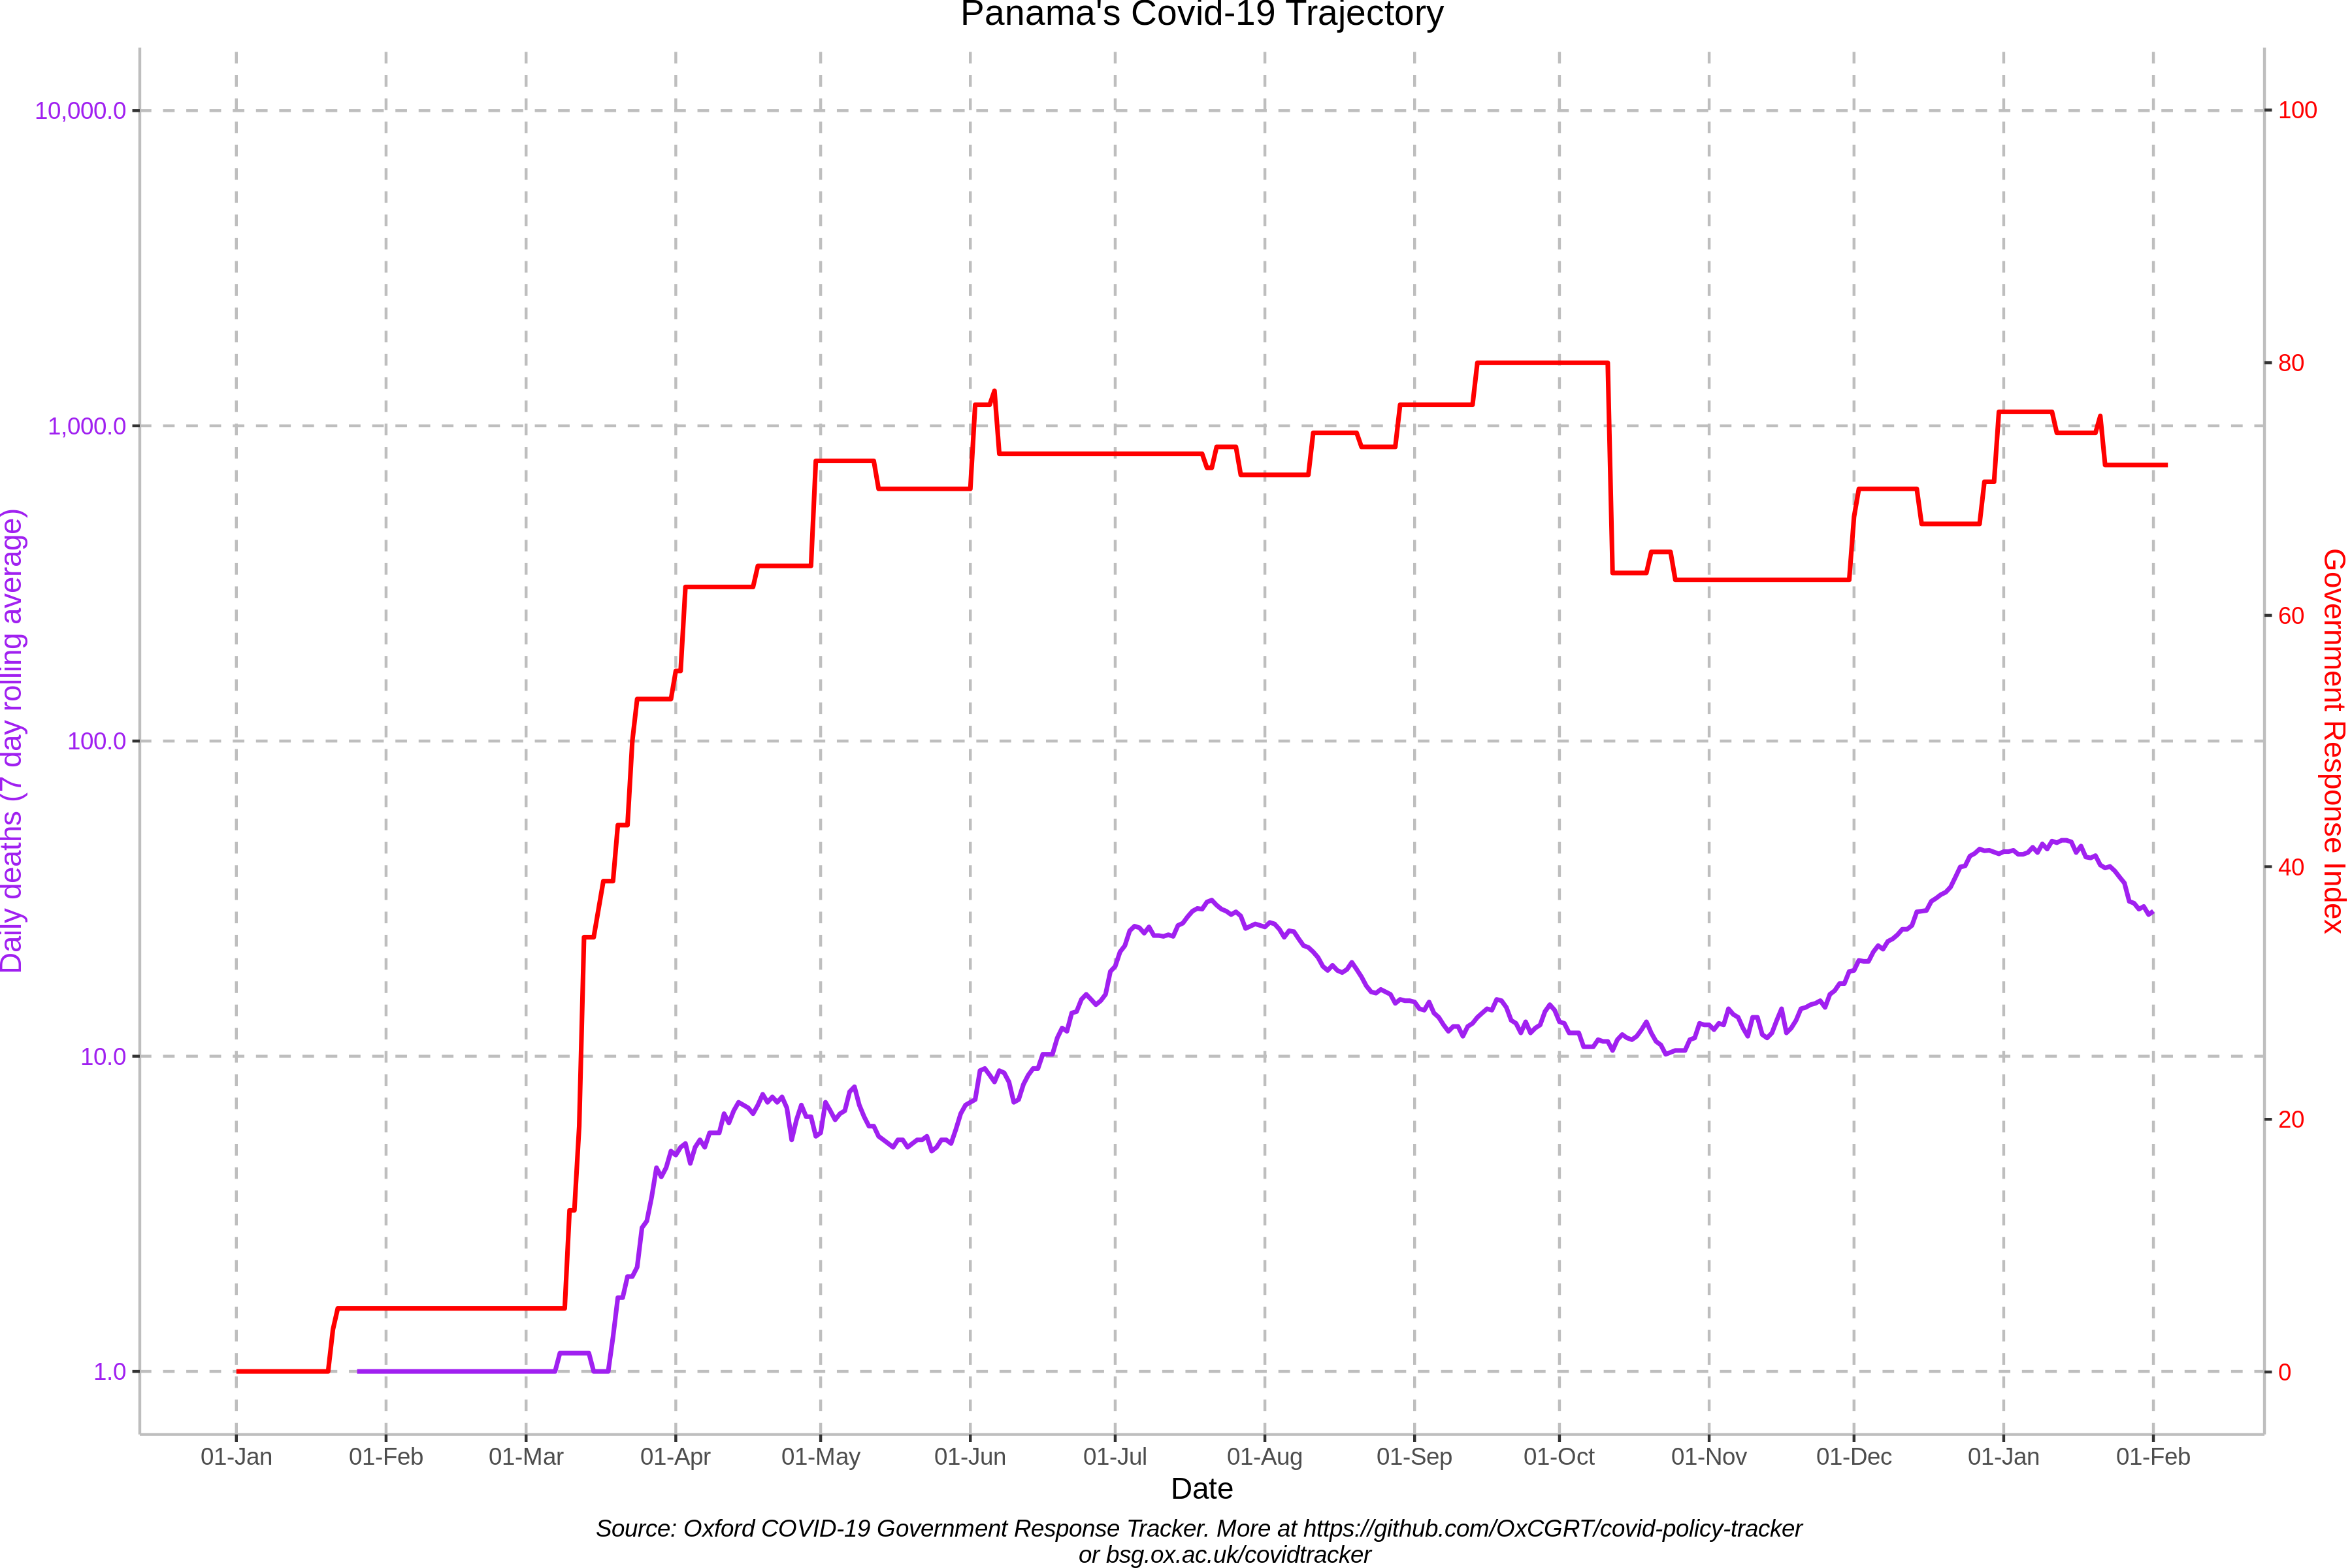 Panama's Covid-19 Trajectory
10,000.0
1,000.0
100.0
10.0
1.0
Daily deaths (7 day rolling average)
100
80
60
40
20
0
Government Response Index
01-Jan 01-Feb 01-Mar 01-Apr 01-May 01-Jun 01-Jul 01-Aug 01-Sep 01-Oct 01-Nov 01-Dec 01-Jan 01-Feb
Date
Source: Oxford COVID-19 Government Response Tracker. More at https://github.com/OxCGRT/covid-policy-tracker
or bsg.ox.ac.uk/covidtracker